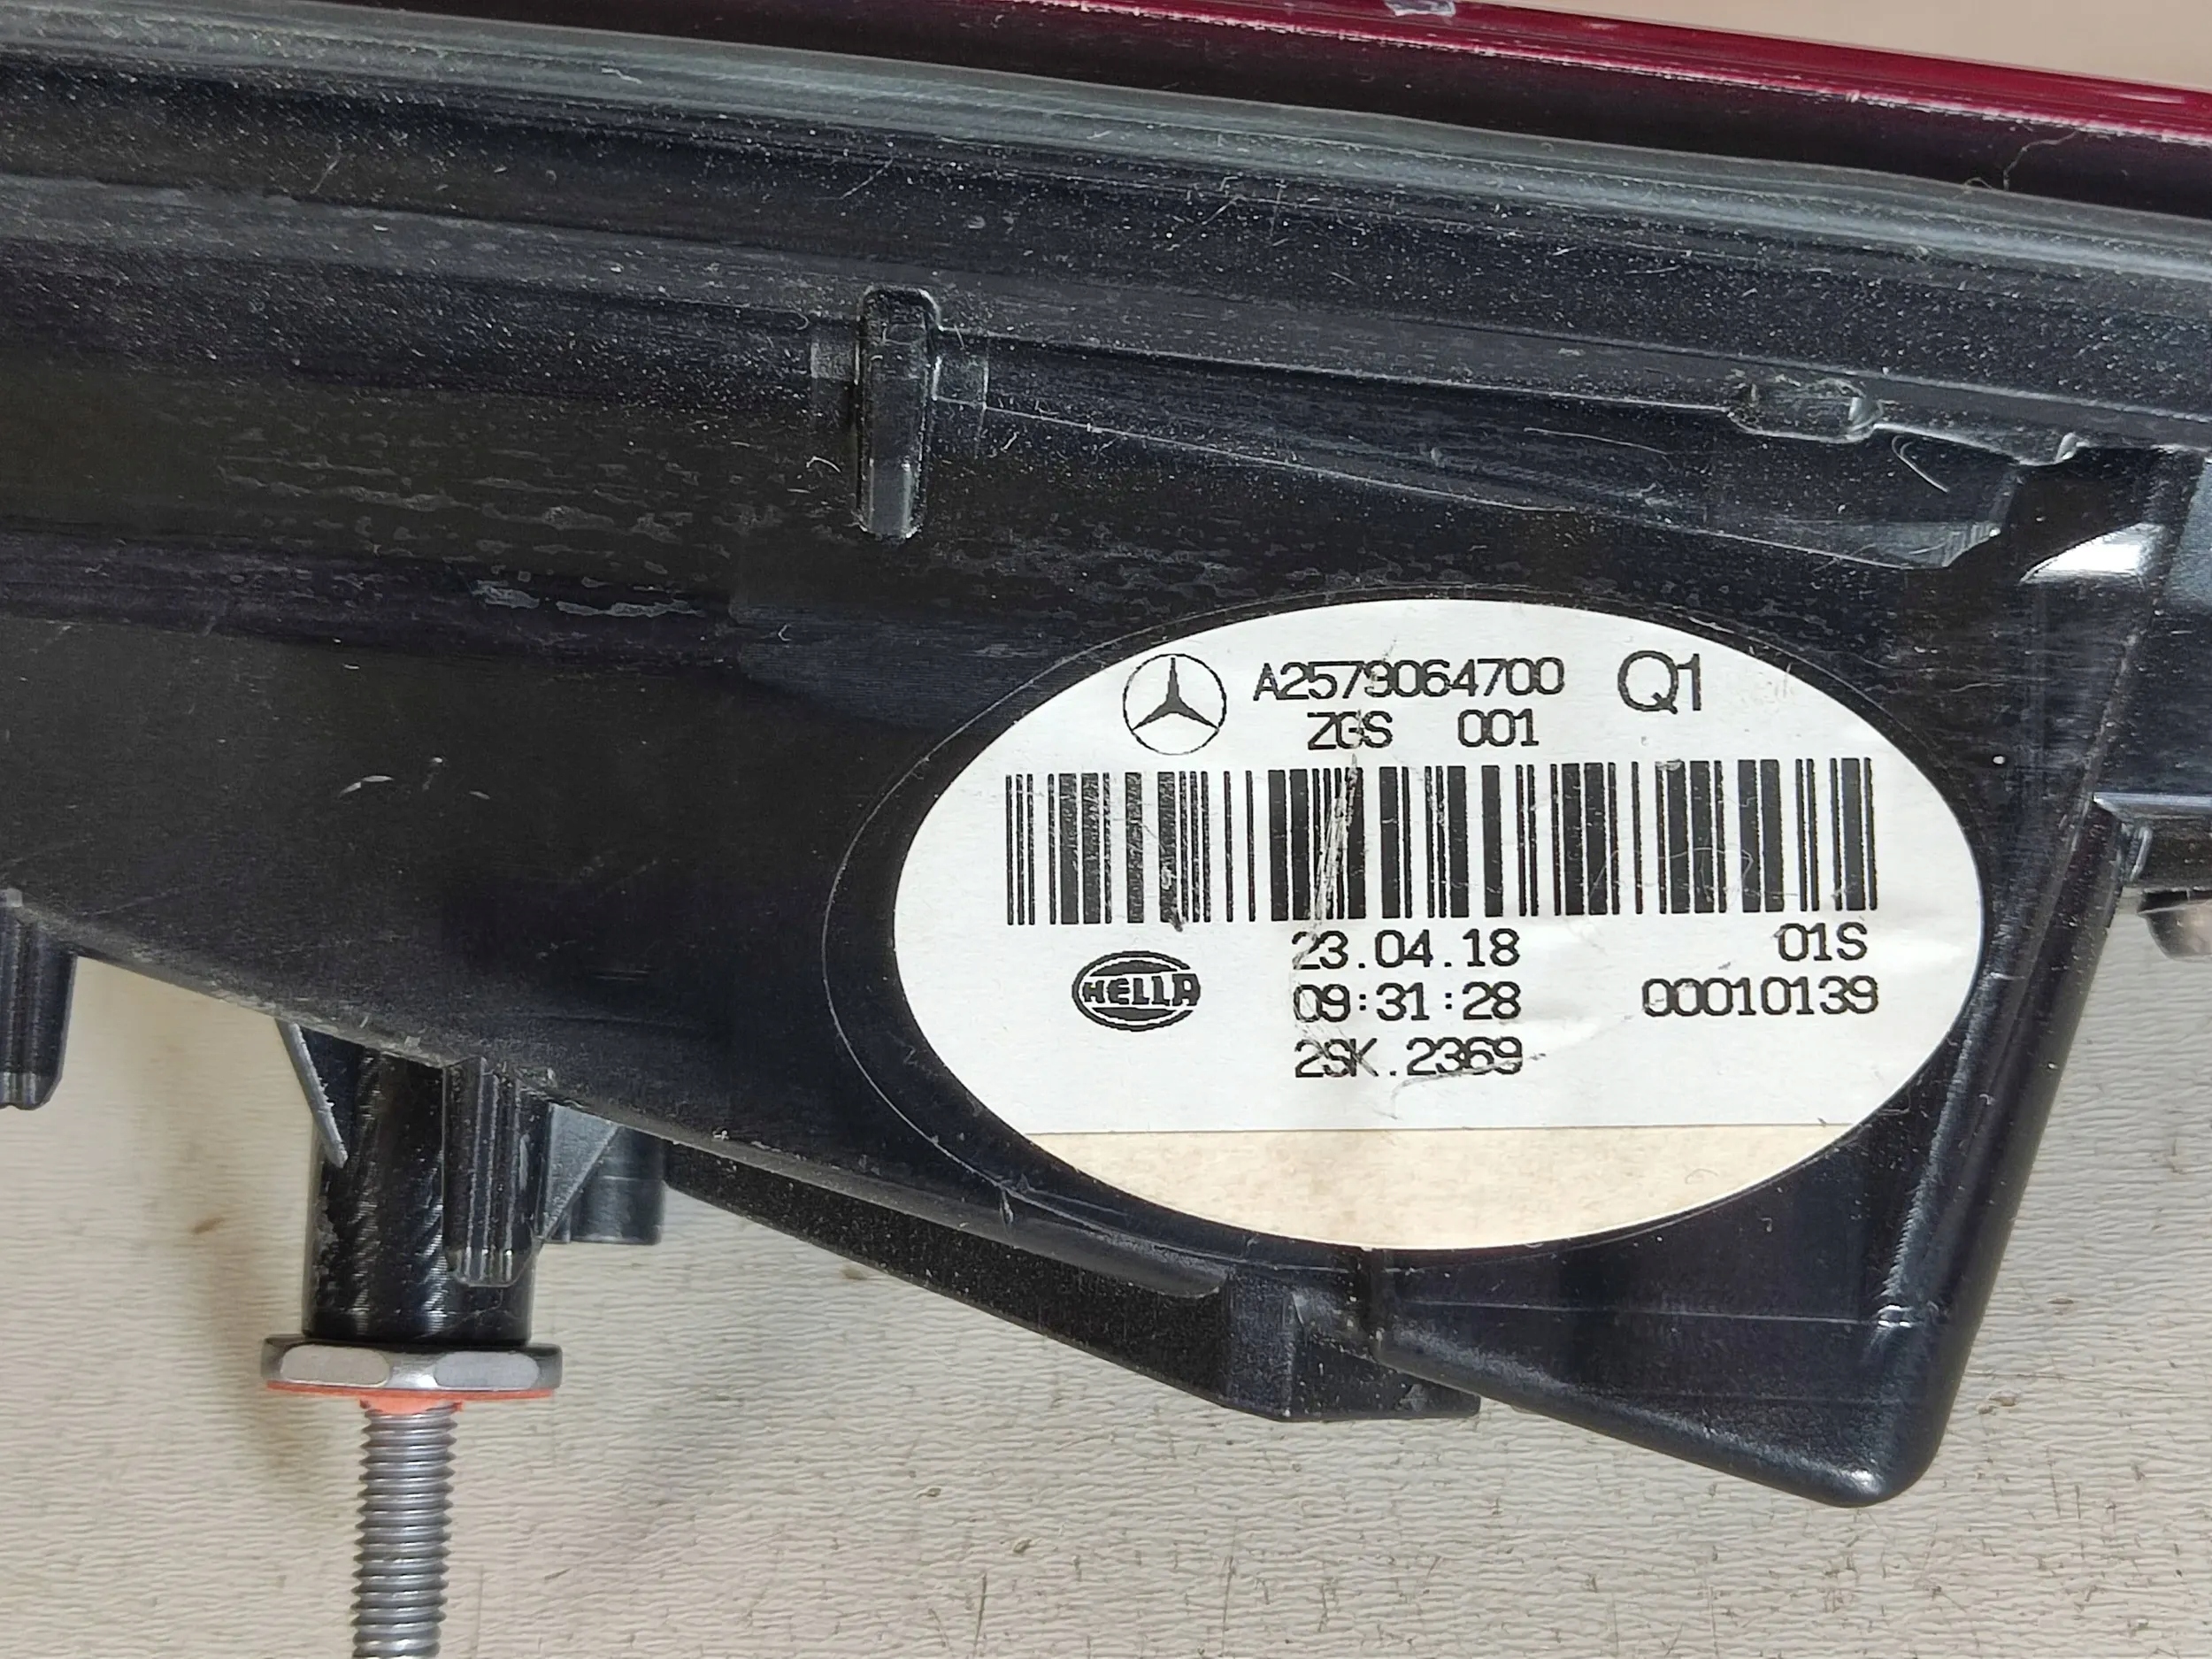 A2579064700 Q1
ZGS 001
23.04.18 01S
HELLA 09:31:28 00010139
2SK.2369